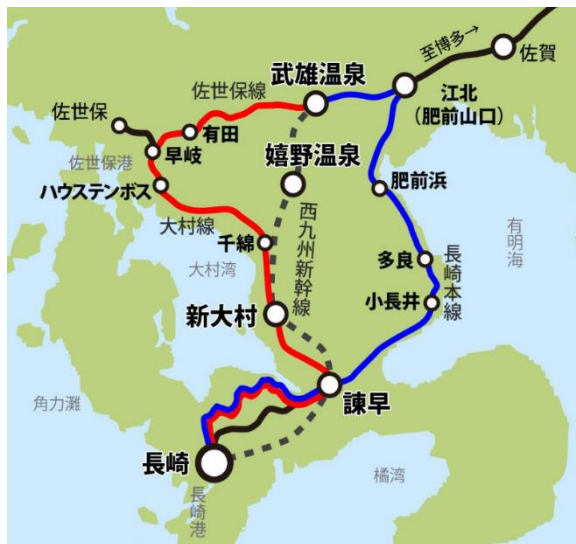 至博多→
佐賀
武雄温泉
江北
(肥前山口)
佐世保線
佐世保
有田
早岐
佐世保港
嬉野温泉
ハウステンボス
肥前浜
大村線
西九州新幹線
有明海
千綿
大村湾
多良
長崎本線
新大村
小長井
諫早
角力灘
長崎
橘湾
長崎港